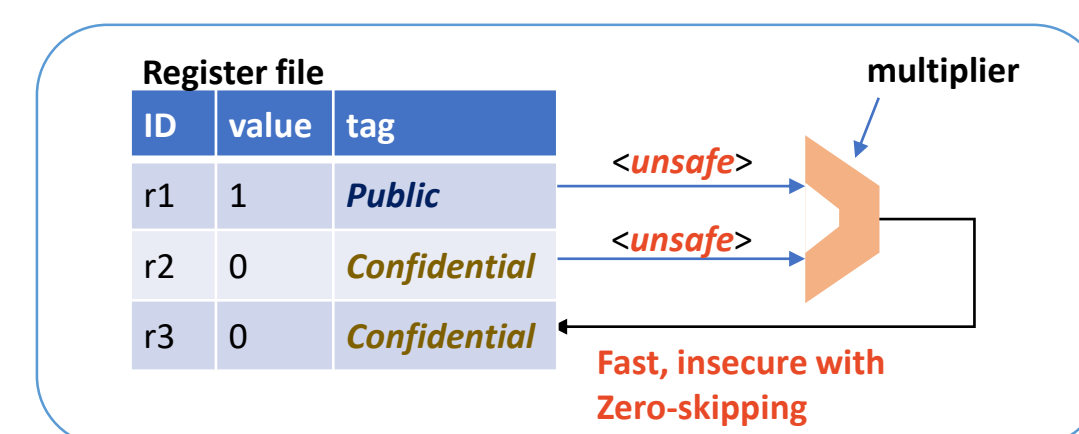 Register file
multiplier
ID value tag
r1 1 Public
<unsafe>
r2 0 Confidential
<unsafe>
r3 0 Confidential
Fast, insecure with
Zero-skipping